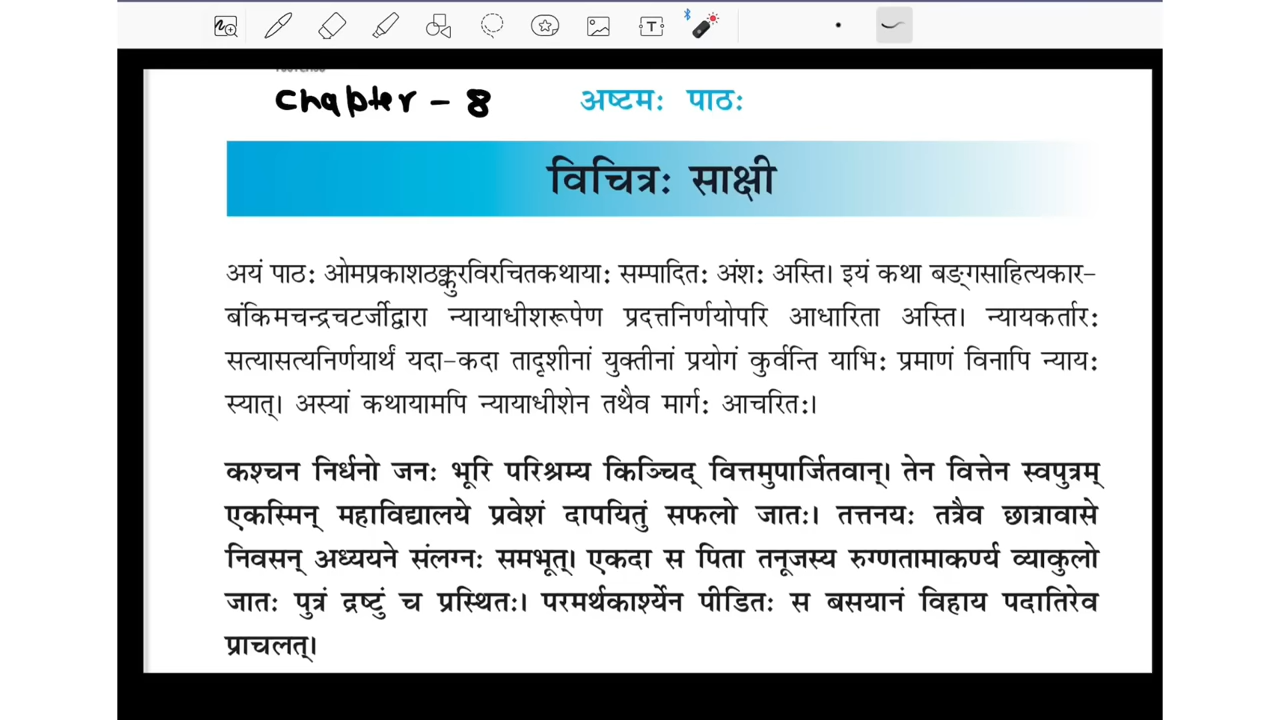 Chapter - 8
अष्टमः पाठः
विचित्रः साक्षी
अयं पाठः ओमप्रकाशठक्कुरविरचितकथायाः सम्पादितः अंशः अस्ति। इयं कथा बङ्गसाहित्यकार-
बांकिमचन्द्रचटर्जीद्वारा न्यायाधीशरूपेण प्रदत्तनिर्णयोपरि आधारिता अस्ति। न्यायकर्तारः
सत्यासत्यनिर्णयार्थं यदा-कदा तादृशीनां युक्तीनां प्रयोगं कुर्वन्ति याभिः प्रमाणं विनापि न्यायः
स्यात्। अस्यां कथायामपि न्यायाधीशेन तथैव मार्गः आचरितः।
कश्चन निर्धनो जनः भूरि परिश्रम्य किञ्चिद् वित्तमुपार्जितवान्। तेन वित्तेन स्वपुत्रम्
एकस्मिन् महाविद्यालये प्रवेशं दापयितुं सफलो जातः। तत्तनयः तत्रैव छात्रावासे
निवसन् अध्ययने संलग्नः समभूत्। एकदा स पिता तनूजस्य रुग्णतामाकर्ण्य व्याकुलो
जातः पुत्रं द्रष्टुं च प्रस्थितः। परमर्थकार्श्येन पीडितः स बसयानं विहाय पदातिरेव
प्राचलत्।